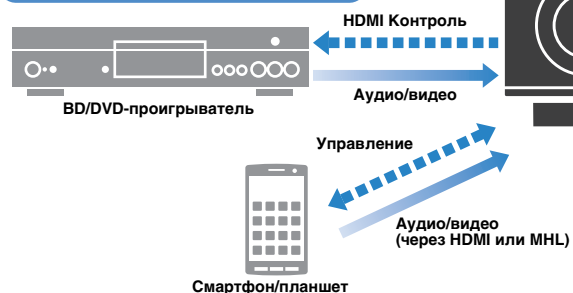 HDMI Контроль
Аудио/видео
BD/DVD-проигрыватель
Управление
Аудио/видео
(через HDMI или MHL)
Смартфон/планшет